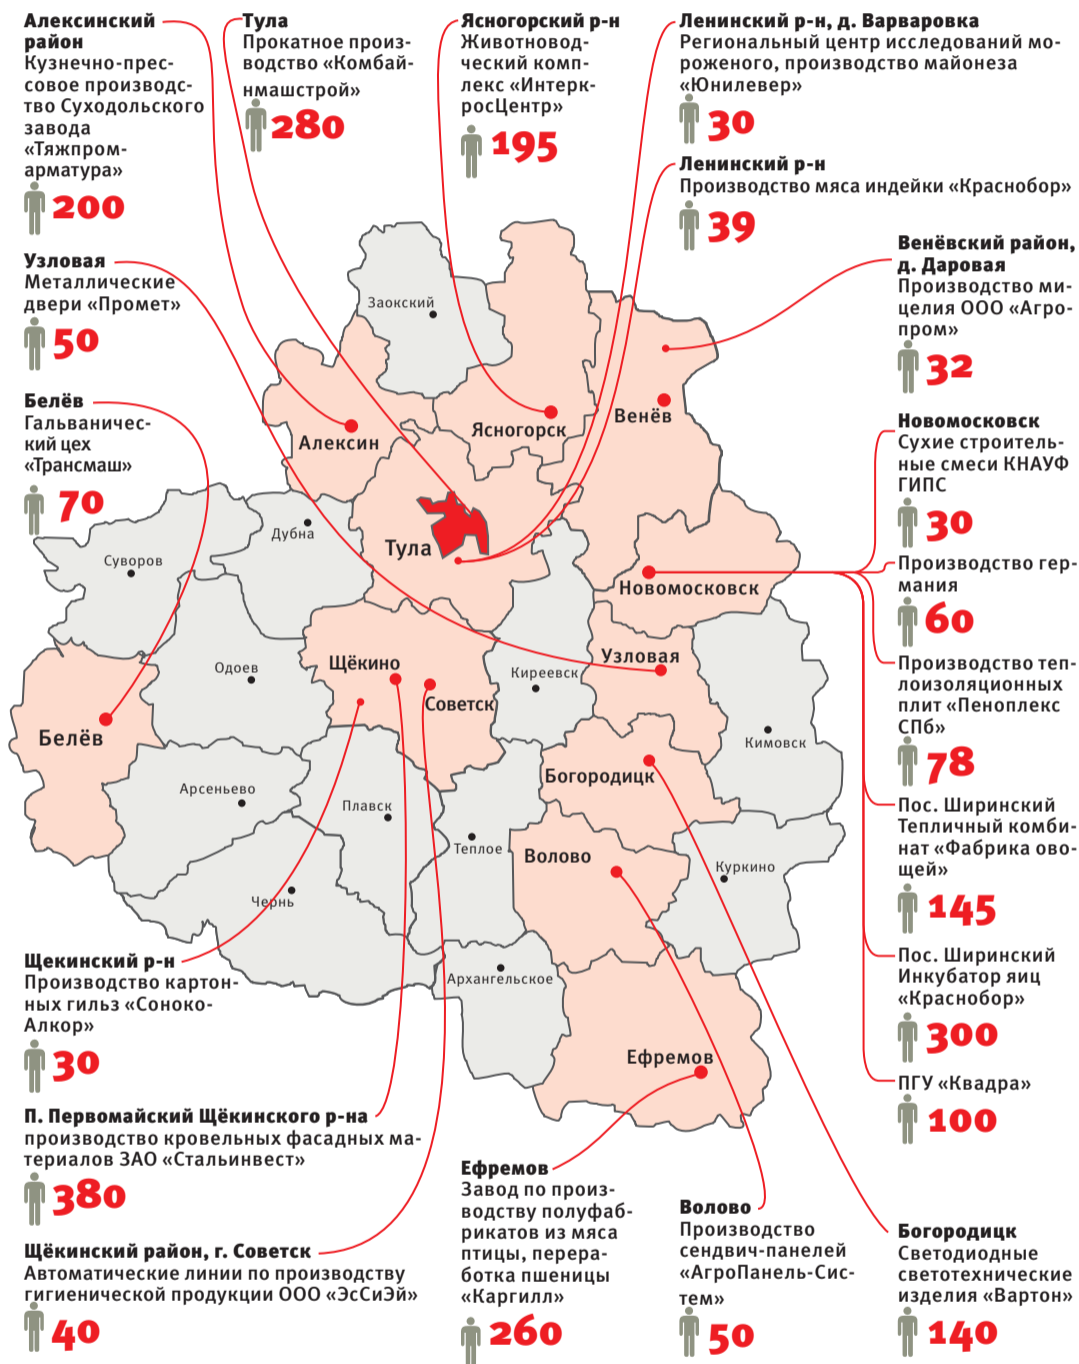 Алексинский
район
Кузнечно-прес-
совое производс-
тво Суходольского
завода
«Тяжпром-
арматура»
200
Тула
Прокатное произ-
водство «Комбай-
нмашстрой»
280
Ясногорский р-н
Животновод-
ческий комп-
лекс «Интерк-
росЦентр»
195
Ленинский р-н, д. Варваровка
Региональный центр исследований мо-
роженого, производство майонеза
«Юнилевер»
30
Ленинский р-н
Производство мяса индейки «Краснобор»
39
Венёвский район,
д. Даровая
Производство ми-
целия ООО «Агро-
пром»
32
Узловая
Металлические
двери «Промет»
50
Белёв
Гальваничес-
кий цех
«Трансмаш»
70
Новомосковск
Сухие строитель-
ные смеси КНАУФ
ГИПС
30
Производство гер-
мания
60
Производство теп-
лоизоляционных
плит «Пеноплекс
СПб»
78
Пос. Ширинский
Тепличный комби-
нат «Фабрика ово-
щей»
145
Пос. Ширинский
Инкубатор яиц
«Краснобор»
300
ПГУ «Квадра»
100
Заокский
Алексин
Ясногорск
Венёв
Дубна
Тула
Суворов
Новомосковск
Одоев
Щёкино
Киреевск
Узловая
Советск
Белёв
Кимовск
Богородицк
Арсеньево
Плавск
Теплое
Волово
Куркино
Чернь
Архангельское
Ефремов
Щекинский р-н
Производство картон-
ных гильз «Соноко-
Алкор»
30
П. Первомайский Щёкинского р-на
производство кровельных фасадных ма-
териалов ЗАО «Стальинвест»
380
Щёкинский район, г. Советск
Автоматические линии по производству
гигиенической продукции ООО «ЭсСиЭй»
40
Ефремов
Завод по произ-
водству полуфаб-
рикатов из мяса
птицы, перера-
ботка пшеницы
«Каргилл»
260
Волово
Производство
сендвич-панелей
«АгроПанель-Сис-
тем»
50
Богородицк
Светодиодные
светотехнические
изделия «Вартон»
140